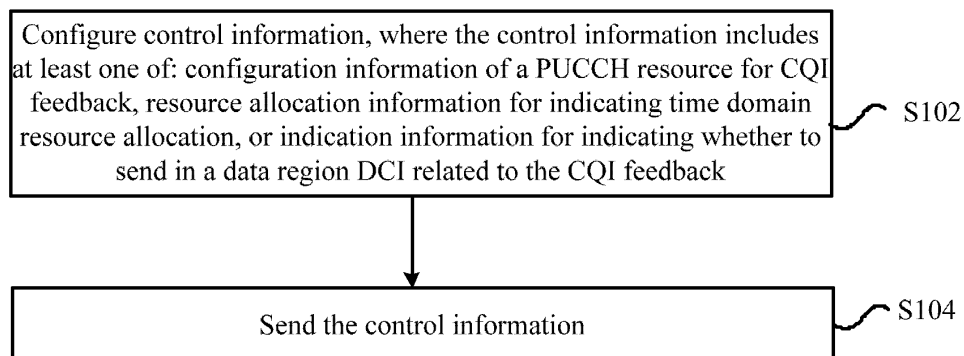 Configure control information, where the control information includes
at least one of: configuration information of a PUCCH resource for CQI
feedback, resource allocation information for indicating time domain
resource allocation, or indication information for indicating whether to
send in a data region DCI related to the CQI feedback
S102
Send the control information
S104